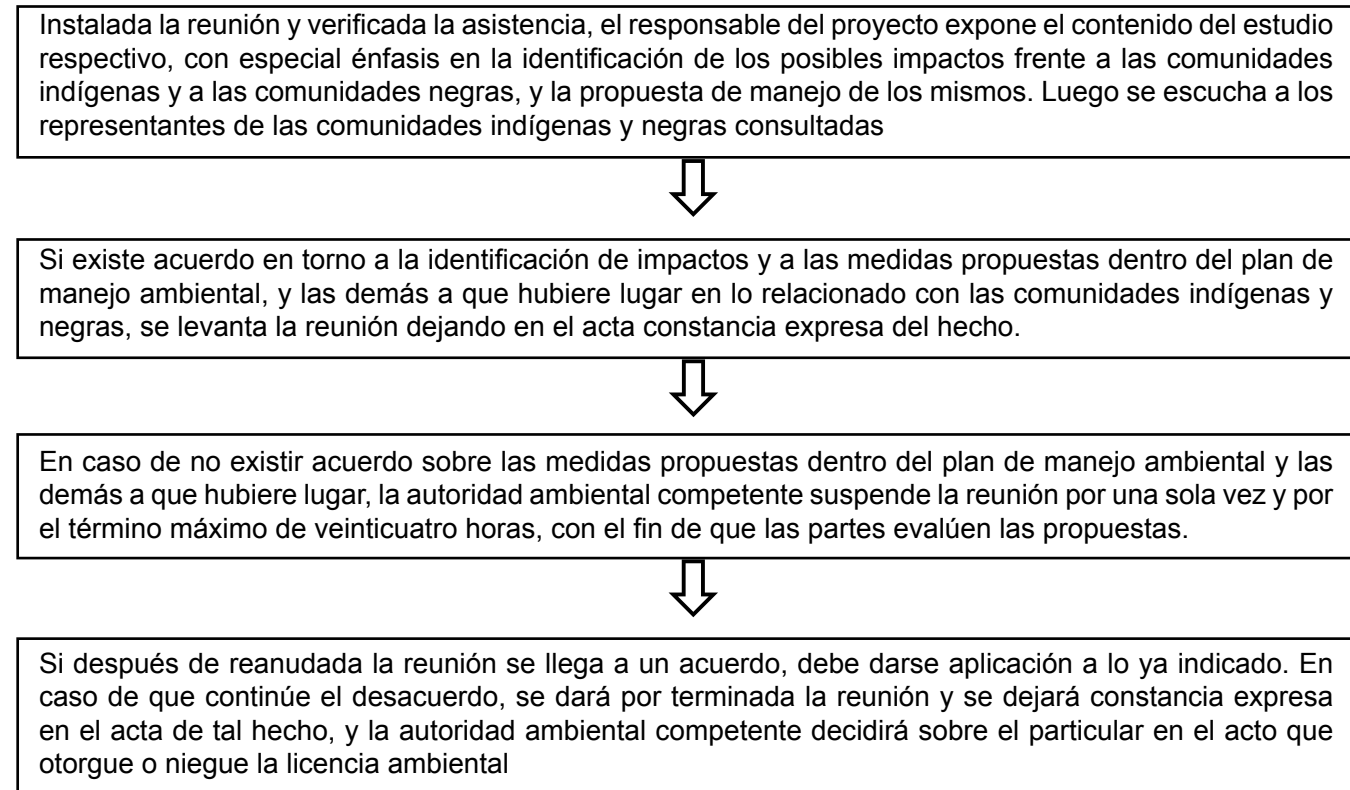 Instalada la reunión y verificada la asistencia, el responsable del proyecto expone el contenido del estudio
respectivo, con especial énfasis en la identificación de los posibles impactos frente a las comunidades
indígenas y a las comunidades negras, y la propuesta de manejo de los mismos. Luego se escucha a los
representantes de las comunidades indígenas y negras consultadas
Si existe acuerdo en torno a la identificación de impactos y a las medidas propuestas dentro del plan de
manejo ambiental, y las demás a que hubiere lugar en lo relacionado con las comunidades indígenas y
negras, se levanta la reunión dejando en el acta constancia expresa del hecho.
En caso de no existir acuerdo sobre las medidas propuestas dentro del plan de manejo ambiental y las
demás a que hubiere lugar, la autoridad ambiental competente suspende la reunión por una sola vez y por
el término máximo de veinticuatro horas, con el fin de que las partes evalúen las propuestas.
Si después de reanudada la reunión se llega a un acuerdo, debe darse aplicación a lo ya indicado. En
caso de que continúe el desacuerdo, se dará por terminada la reunión y se dejará constancia expresa
en el acta de tal hecho, y la autoridad ambiental competente decidirá sobre el particular en el acto que
otorgue o niegue la licencia ambiental